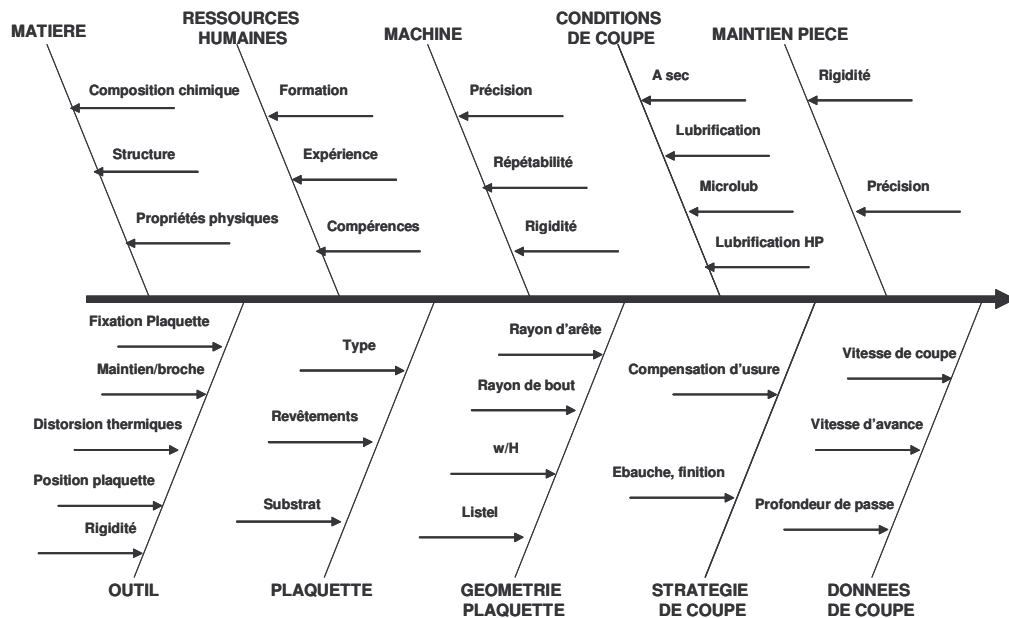 MATIERE
RESSOURCES
HUMAINES
MACHINE
CONDITIONS
DE COUPE
MAINTIEN PIECE
Composition chimique
Structure
Propriétés physiques
Formation
Expérience
Compérences
Précision
Répétabilité
Rigidité
A sec
Lubrification
Microlub
Lubrification HP
Rigidité
Précision
Fixation Plaquette
Maintien/broche
Distorsion thermiques
Position plaquette
Rigidité
Type
Revêtements
Substrat
Rayon d'arête
Rayon de bout
w/H
Listel
Compensation d'usure
Ebauche, finition
Vitesse de coupe
Vitesse d'avance
Profondeur de passe
OUTIL
PLAQUETTE
GEOMETRIE
PLAQUETTE
STRATEGIE
DE COUPE
DONNEES
DE COUPE